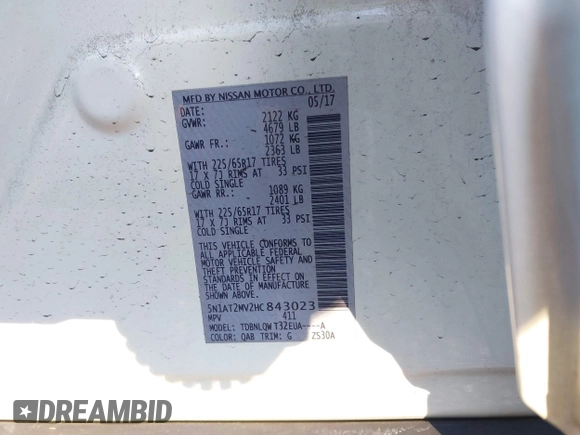 MFD BY NISSAN MOTOR CO., LTD.
DATE: 05/17
GVWR: 2122 KG
4679 LB
GAWR FR.: 1072 KG
2363 LB
WITH 225/65R17 TIRES
17 X 7J RIMS AT 33 PSI
COLD SINGLE
GAWR RR.: 1089 KG
2401 LB
WITH 225/65R17 TIRES
17 X 7J RIMS AT 33 PSI
COLD SINGLE
THIS VEHICLE CONFORMS TO
ALL APPLICABLE FEDERAL
MOTOR VEHICLE SAFETY AND
THEFT PREVENTION
STANDARDS IN EFFECT ON
THE DATE OF MANUFACTURE
SHOWN ABOVE.
5N1AT2MV2HC843023
MPV 411
MODEL: TDBNLQWT32EUA----A
COLOR: QAB TRIM: G ZS30A
DREAMBID